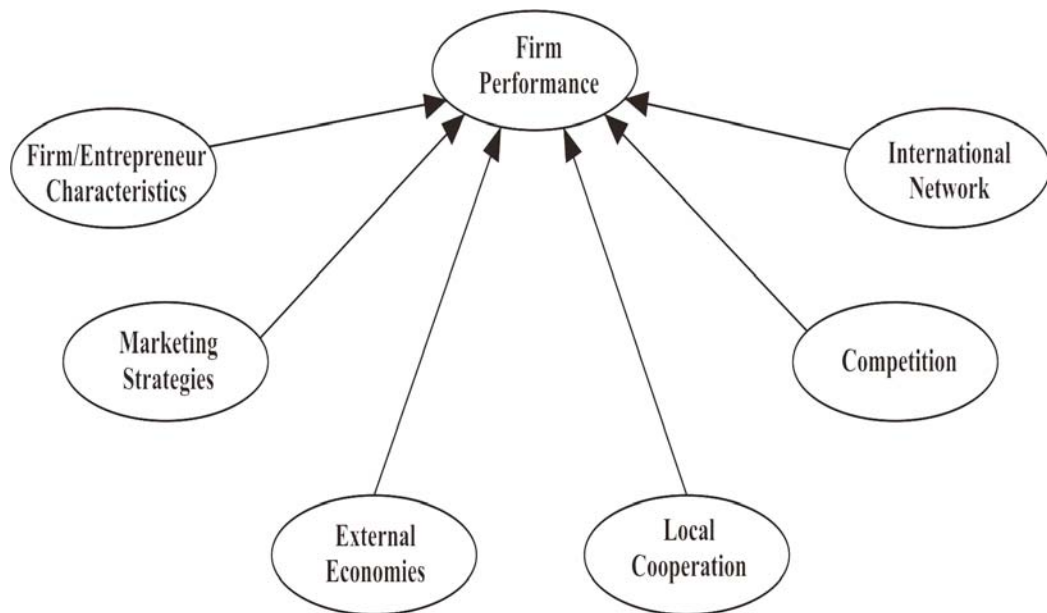 Firm
Performance
Firm/Entrepreneur
Characteristics
International
Network
Marketing
Strategies
Competition
External
Economies
Local
Cooperation